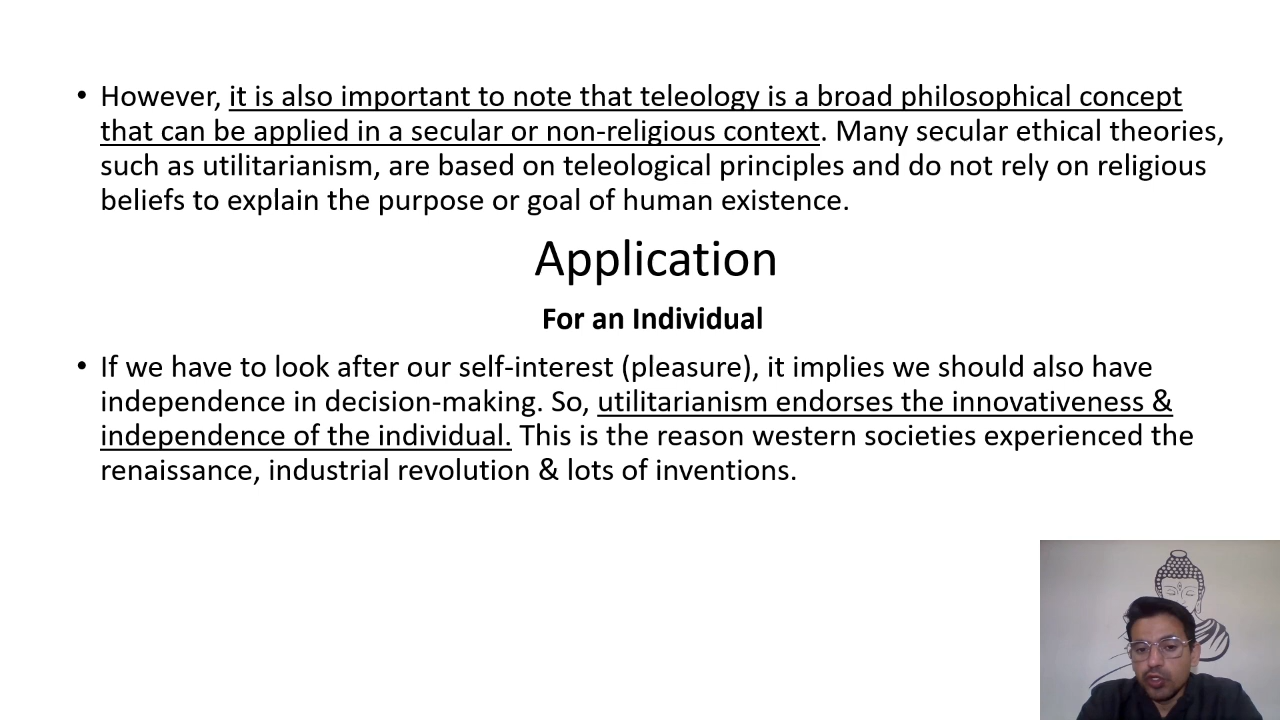 • However, it is also important to note that teleology is a broad philosophical concept
that can be applied in a secular or non-religious context. Many secular ethical theories,
such as utilitarianism, are based on teleological principles and do not rely on religious
beliefs to explain the purpose or goal of human existence.
Application
For an Individual
• If we have to look after our self-interest (pleasure), it implies we should also have
independence in decision-making. So, utilitarianism endorses the innovativeness &
independence of the individual. This is the reason western societies experienced the
renaissance, industrial revolution & lots of inventions.